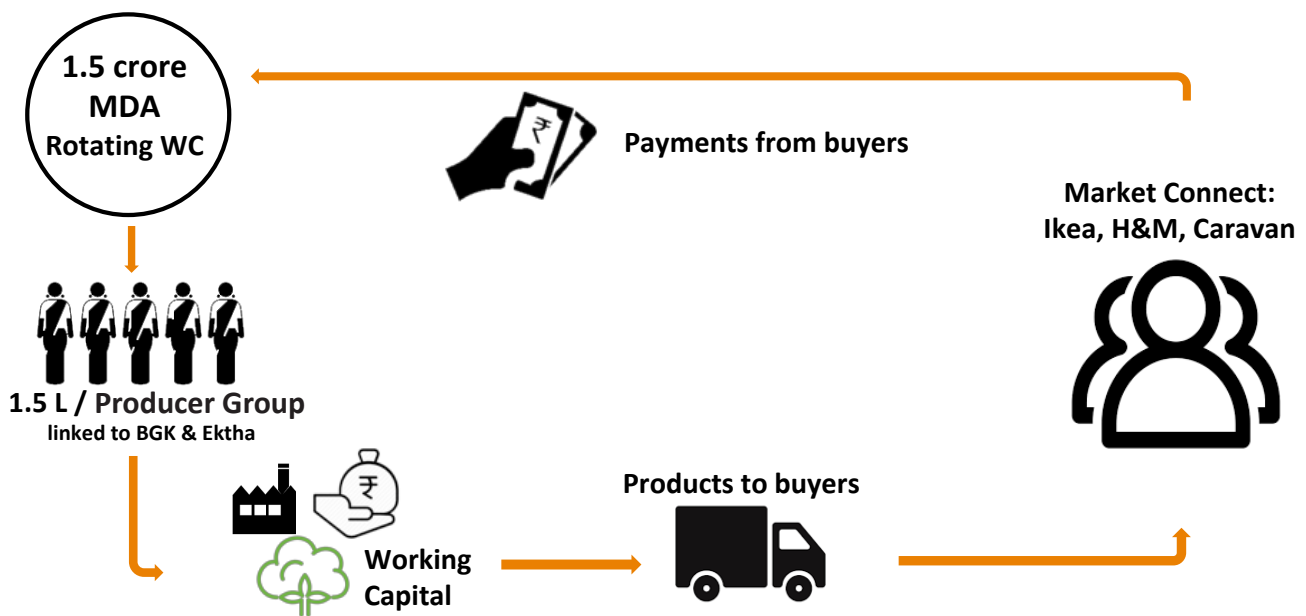 1.5 crore
MDA
Rotating WC
₹
Payments from buyers
Market Connect:
Ikea, H&M, Caravan
1.5 L / Producer Group
linked to BGK & Ektha
₹
Working
Capital
Products to buyers